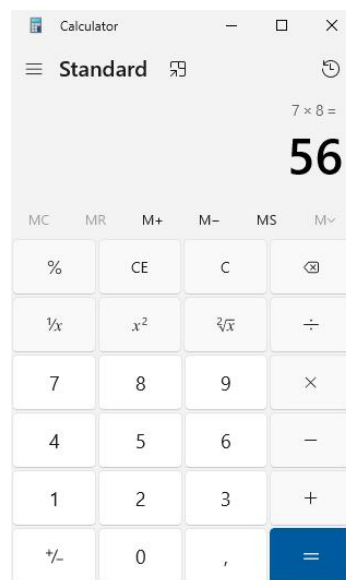 Calculator
Standard
7 × 8 =
56
MC MR M+ M− MS M
% CE C
¹/x x² ²√x ÷
7 8 9 ×
4 5 6 −
1 2 3 +
+/− 0 , =